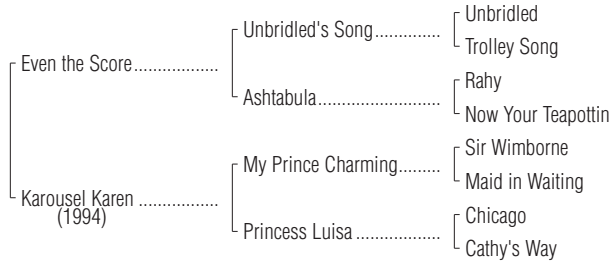 Unbridled
Unbridled's Song...............
Trolley Song
Even the Score..................
Rahy
Ashtabula............................
Now Your Teapottin
My Prince Charming.........
Sir Wimborne
Maid in Waiting
Karousel Karen .................
(1994)
Princess Luisa ...................
Chicago
Cathy's Way